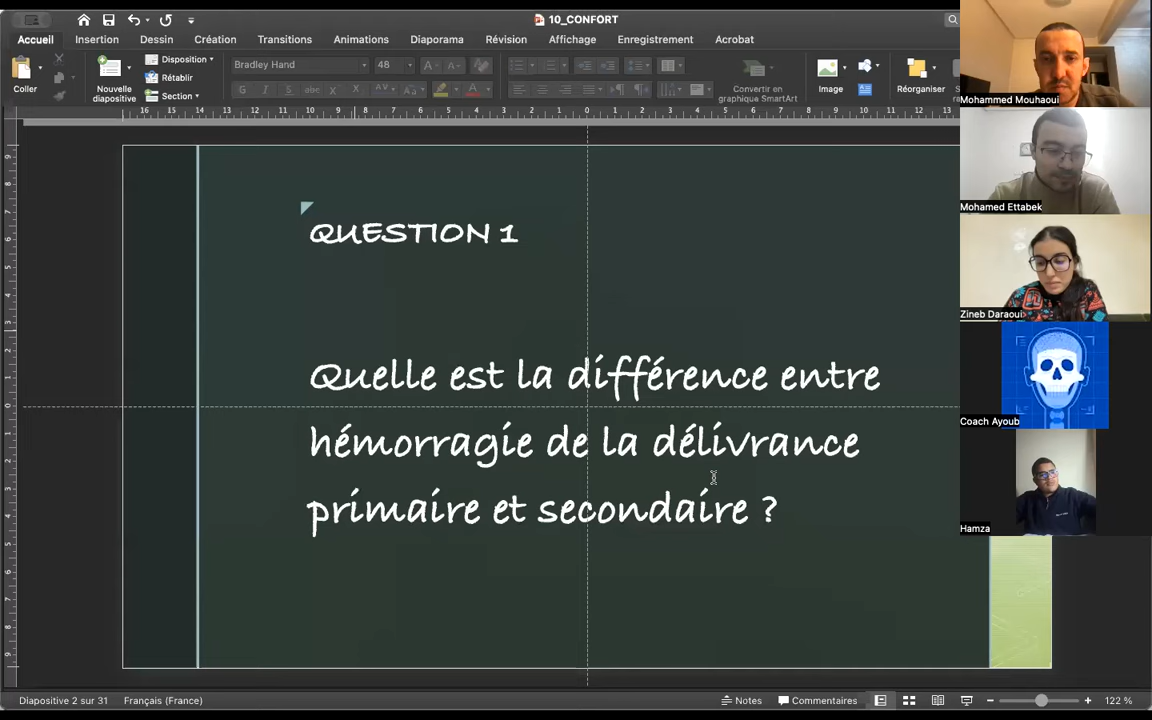 10_CONFORT
Accueil Insertion Dessin Création Transitions Animations Diaporama Révision Affichage Enregistrement Acrobat
Coller
Nouvelle diapositive
Disposition
Rétablir
Section
Bradley Hand 48
Convertir en graphique SmartArt
Image
Réorganiser
QUESTION 1
Quelle est la différence entre
hémorragie de la délivrance
primaire et secondaire ?
Mohammed Mouhaoui
Mohamed Ettabek
Zineb Daraoui
Coach Ayoub
Hamza
Diapositive 2 sur 31 Français (France) Notes Commentaires 122 %